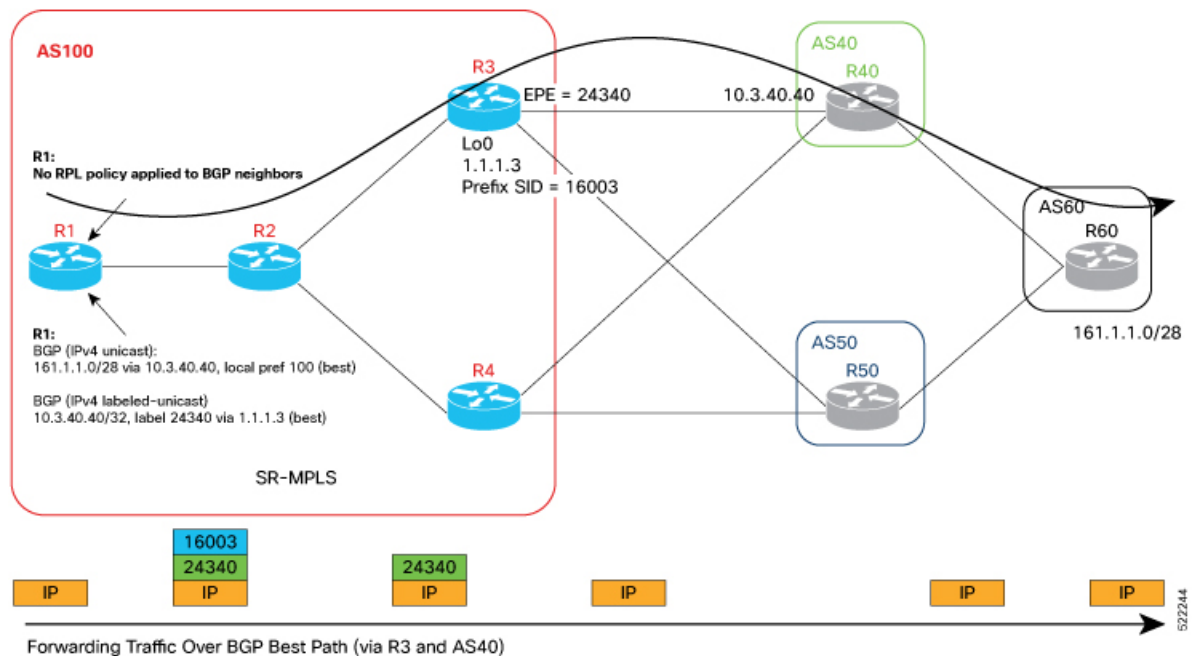 AS100
R3
EPE = 24340
Lo0
1.1.1.3
Prefix SID = 16003
10.3.40.40
AS40
R40
R1:
No RPL policy applied to BGP neighbors
R1
R2
AS60
R60
161.1.1.0/28
R1:
BGP (IPv4 unicast):
161.1.1.0/28 via 10.3.40.40, local pref 100 (best)
BGP (IPv4 labeled-unicast)
10.3.40.40/32, label 24340 via 1.1.1.3 (best)
R4
AS50
R50
SR-MPLS
IP
16003
24340
IP
24340
IP
IP
IP
IP
Forwarding Traffic Over BGP Best Path (via R3 and AS40)
522244